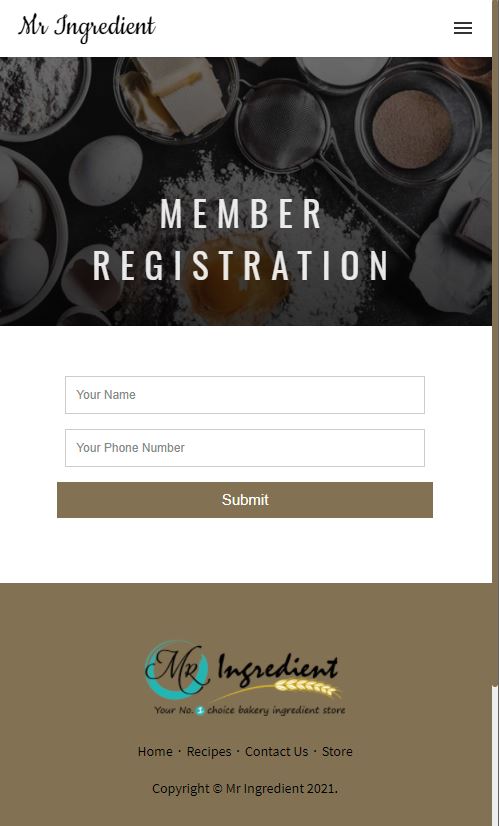 Mr Ingredient
MEMBER
REGISTRATION
Your Name
Your Phone Number
Submit
Mr Ingredient
Your No. 1 choice bakery ingredient store
Home · Recipes · Contact Us · Store
Copyright © Mr Ingredient 2021.